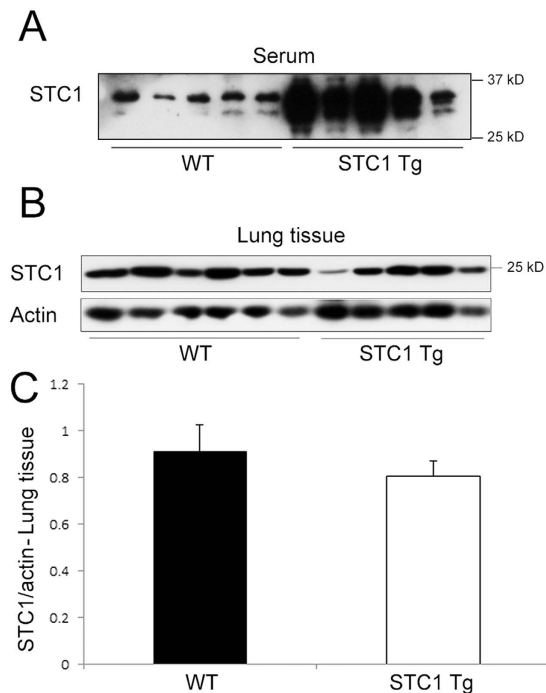 A
Serum
37 kD
STC1
25 kD
WT STC1 Tg
B
Lung tissue
STC1 25 kD
Actin
WT STC1 Tg
C
STC1/actin - Lung tissue
1.2
1
0.8
0.6
0.4
0.2
0
WT STC1 Tg